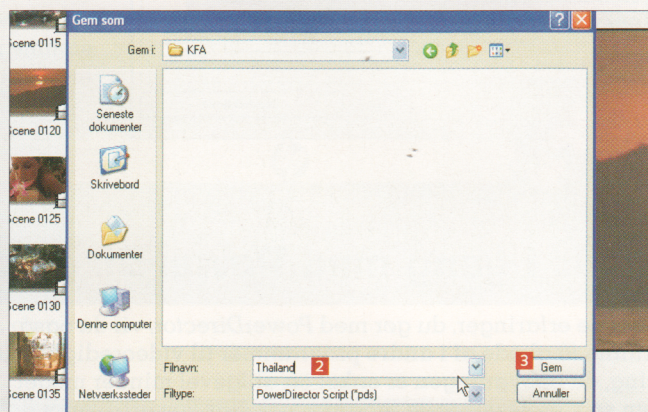 Gem som
Scene 0115
Gem i:
KFA
Seneste
dokumenter
Scene 0120
Skrivebord
Scene 0125
Dokumenter
Scene 0130
Denne computer
Filnavn:
Thailand
2
3
Gem
Scene 0135
Netværkssteder
Filtype:
PowerDirector Script (*pds)
Annuller